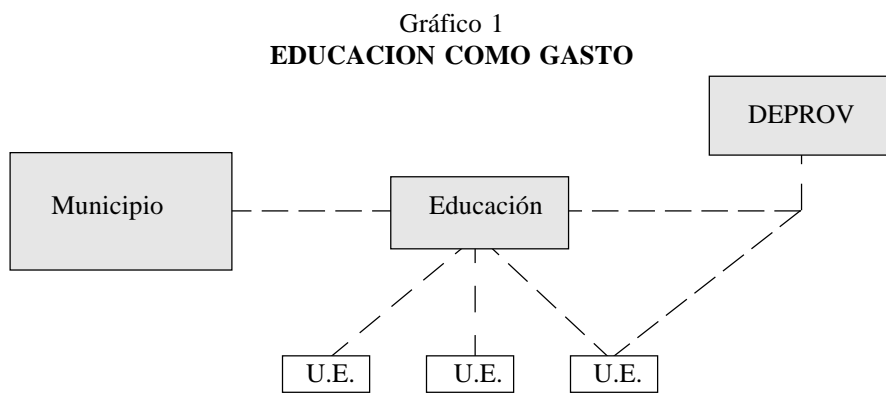 Gráfico 1
EDUCACION COMO GASTO
DEPROV
Municipio
Educación
U.E.
U.E.
U.E.